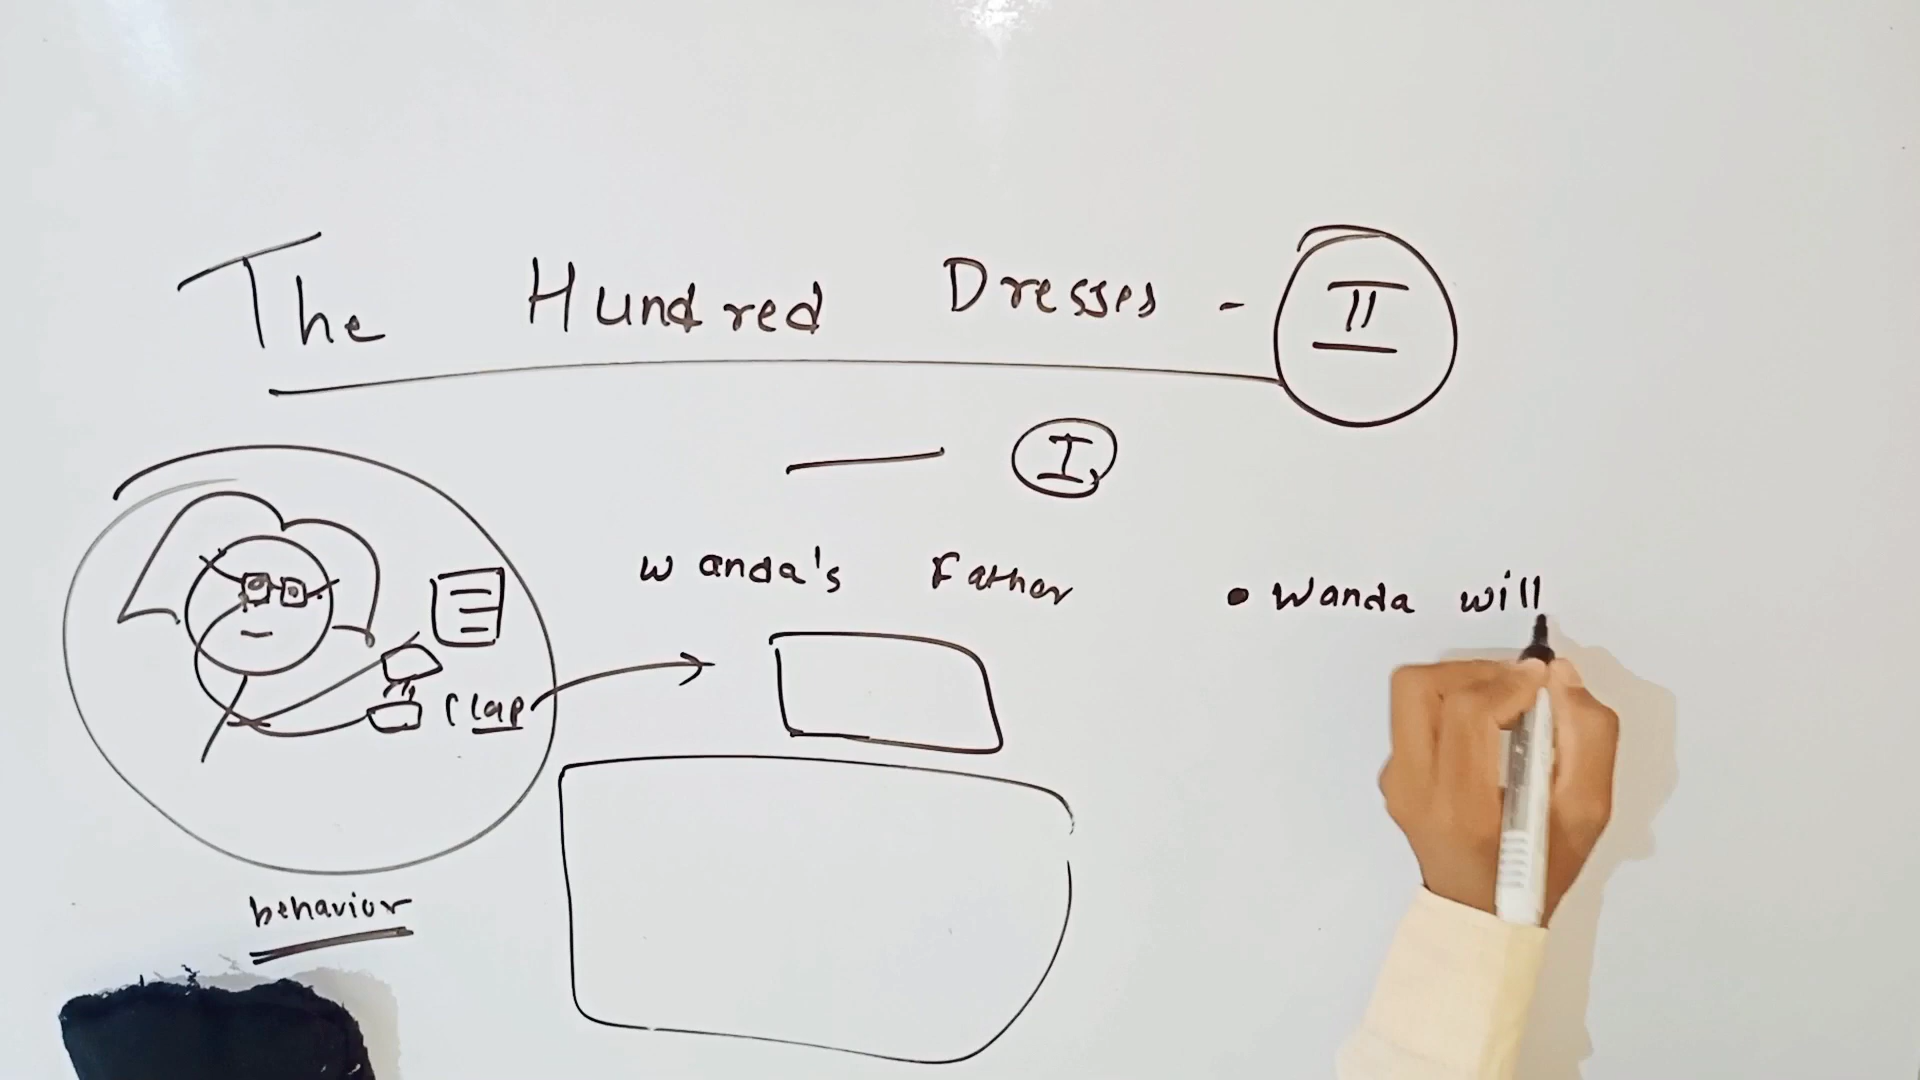 The Hundred Dresses - II
I
Wanda's Father
• Wanda will
Clap
behavior